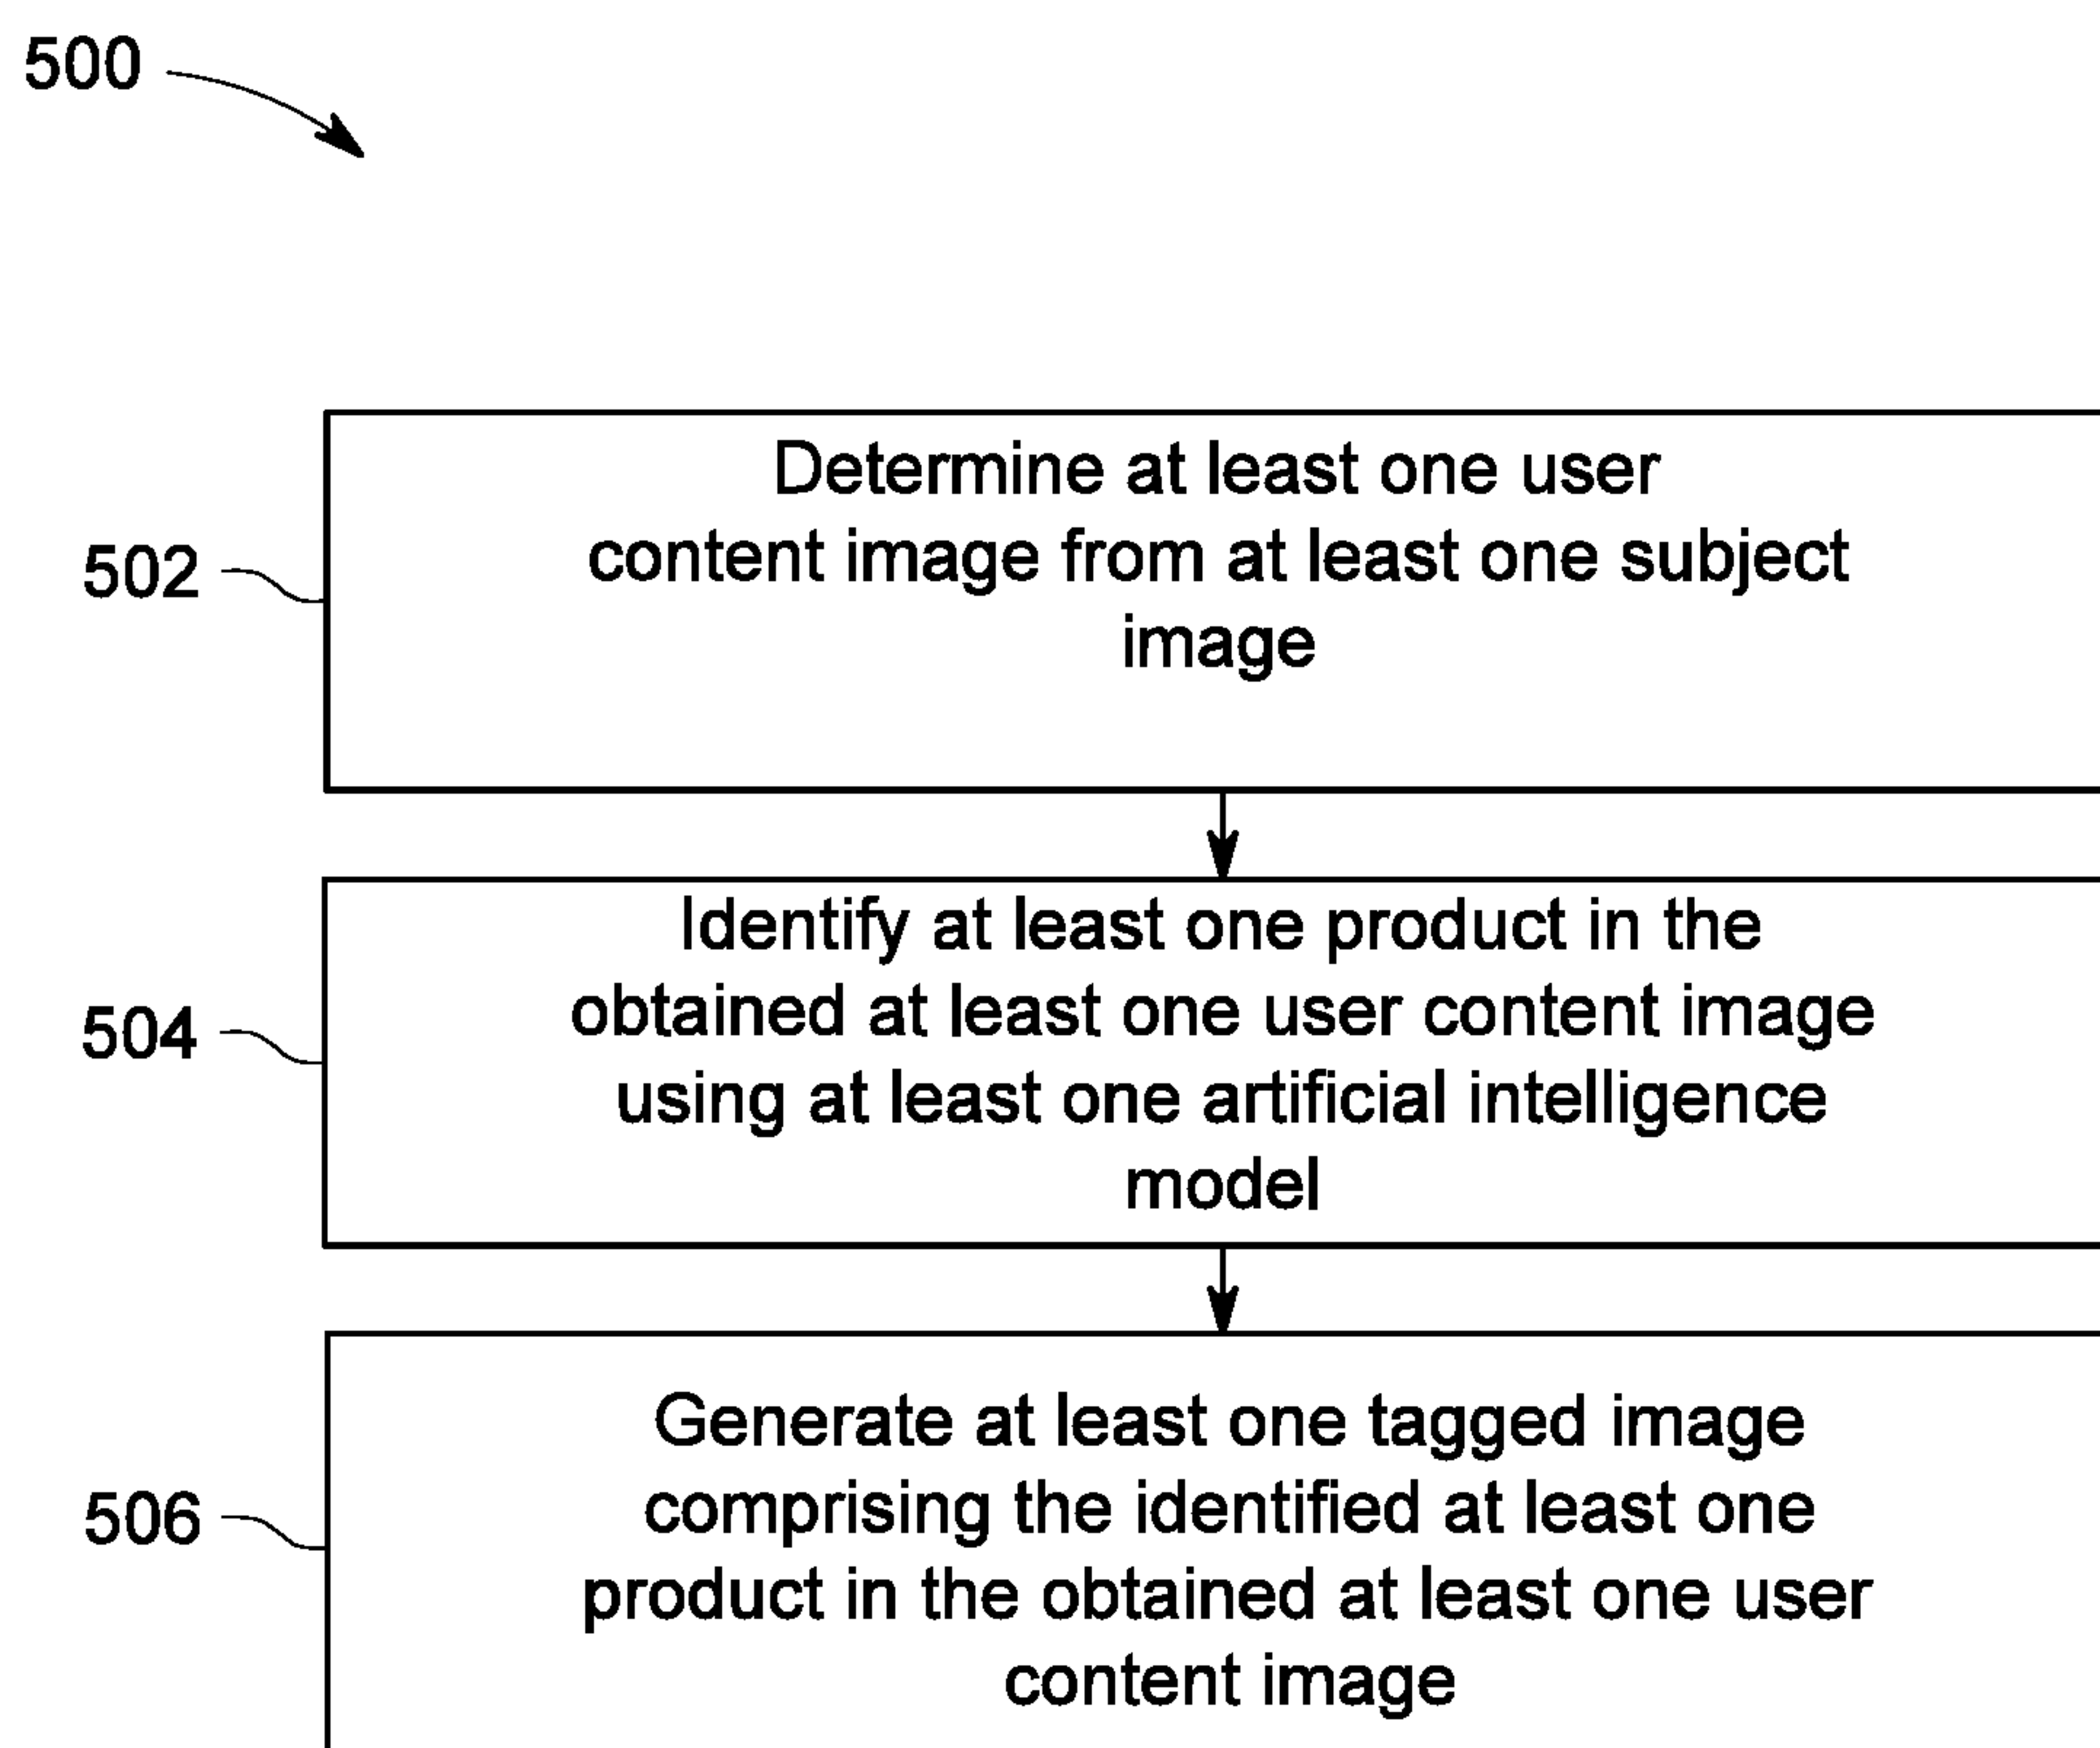 500
Determine at least one user
content image from at least one subject
image
502
Identify at least one product in the
obtained at least one user content image
using at least one artificial intelligence
model
504
Generate at least one tagged image
comprising the identified at least one
product in the obtained at least one user
content image
506